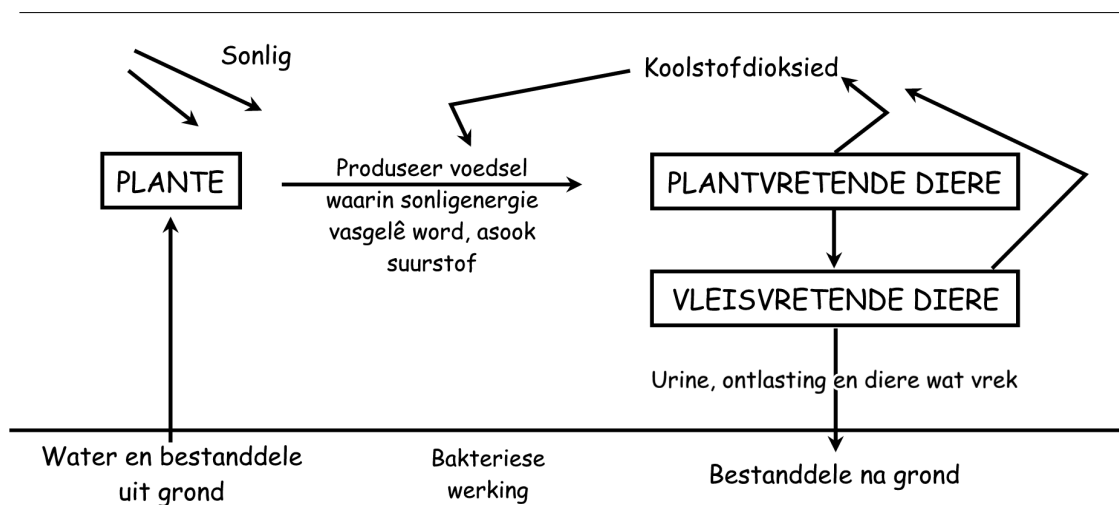 Sonlig
Koolstofdioksied
PLANTE
Produseer voedsel
waarin sonligenergie
vasgelê word, asook
suurstof
PLANTVRETENDE DIERE
VLEISVRETENDE DIERE
Urine, ontlasting en diere wat vrek
Water en bestanddele
uit grond
Bakteriese
werking
Bestanddele na grond